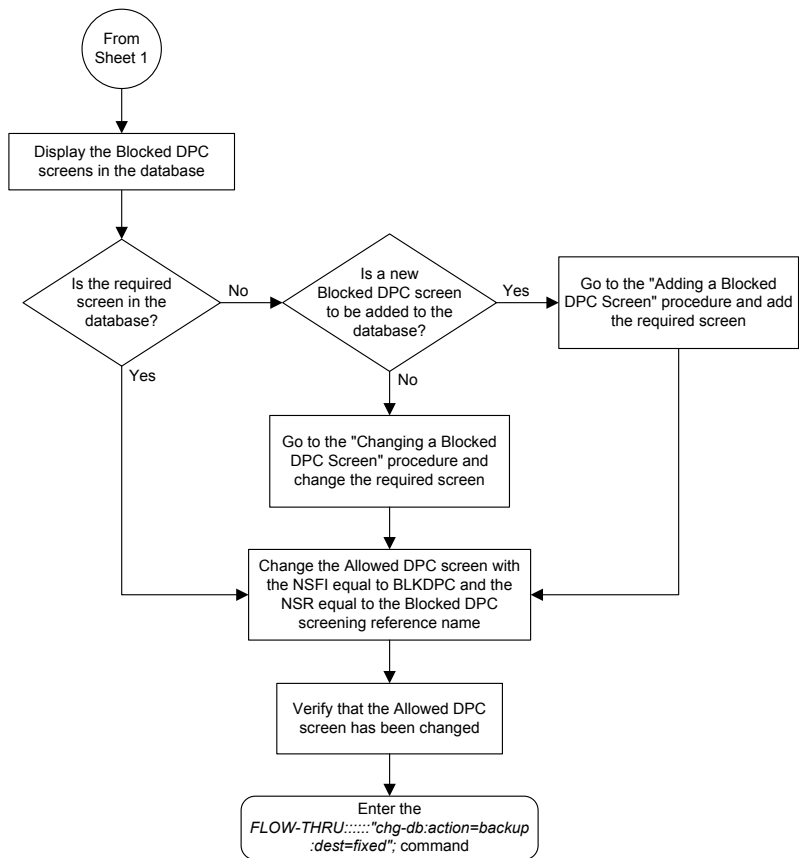 From
Sheet 1
Display the Blocked DPC
screens in the database
Is the required
screen in the
database?
No
Is a new
Blocked DPC screen
to be added to the
database?
Yes
Go to the "Adding a Blocked
DPC Screen" procedure and add
the required screen
Yes
No
Go to the "Changing a Blocked
DPC Screen" procedure and
change the required screen
Change the Allowed DPC screen with
the NSFI equal to BLKDPC and the
NSR equal to the Blocked DPC
screening reference name
Verify that the Allowed DPC
screen has been changed
Enter the
FLOW-THRU::::::"chg-db:action=backup
:dest=fixed"; command